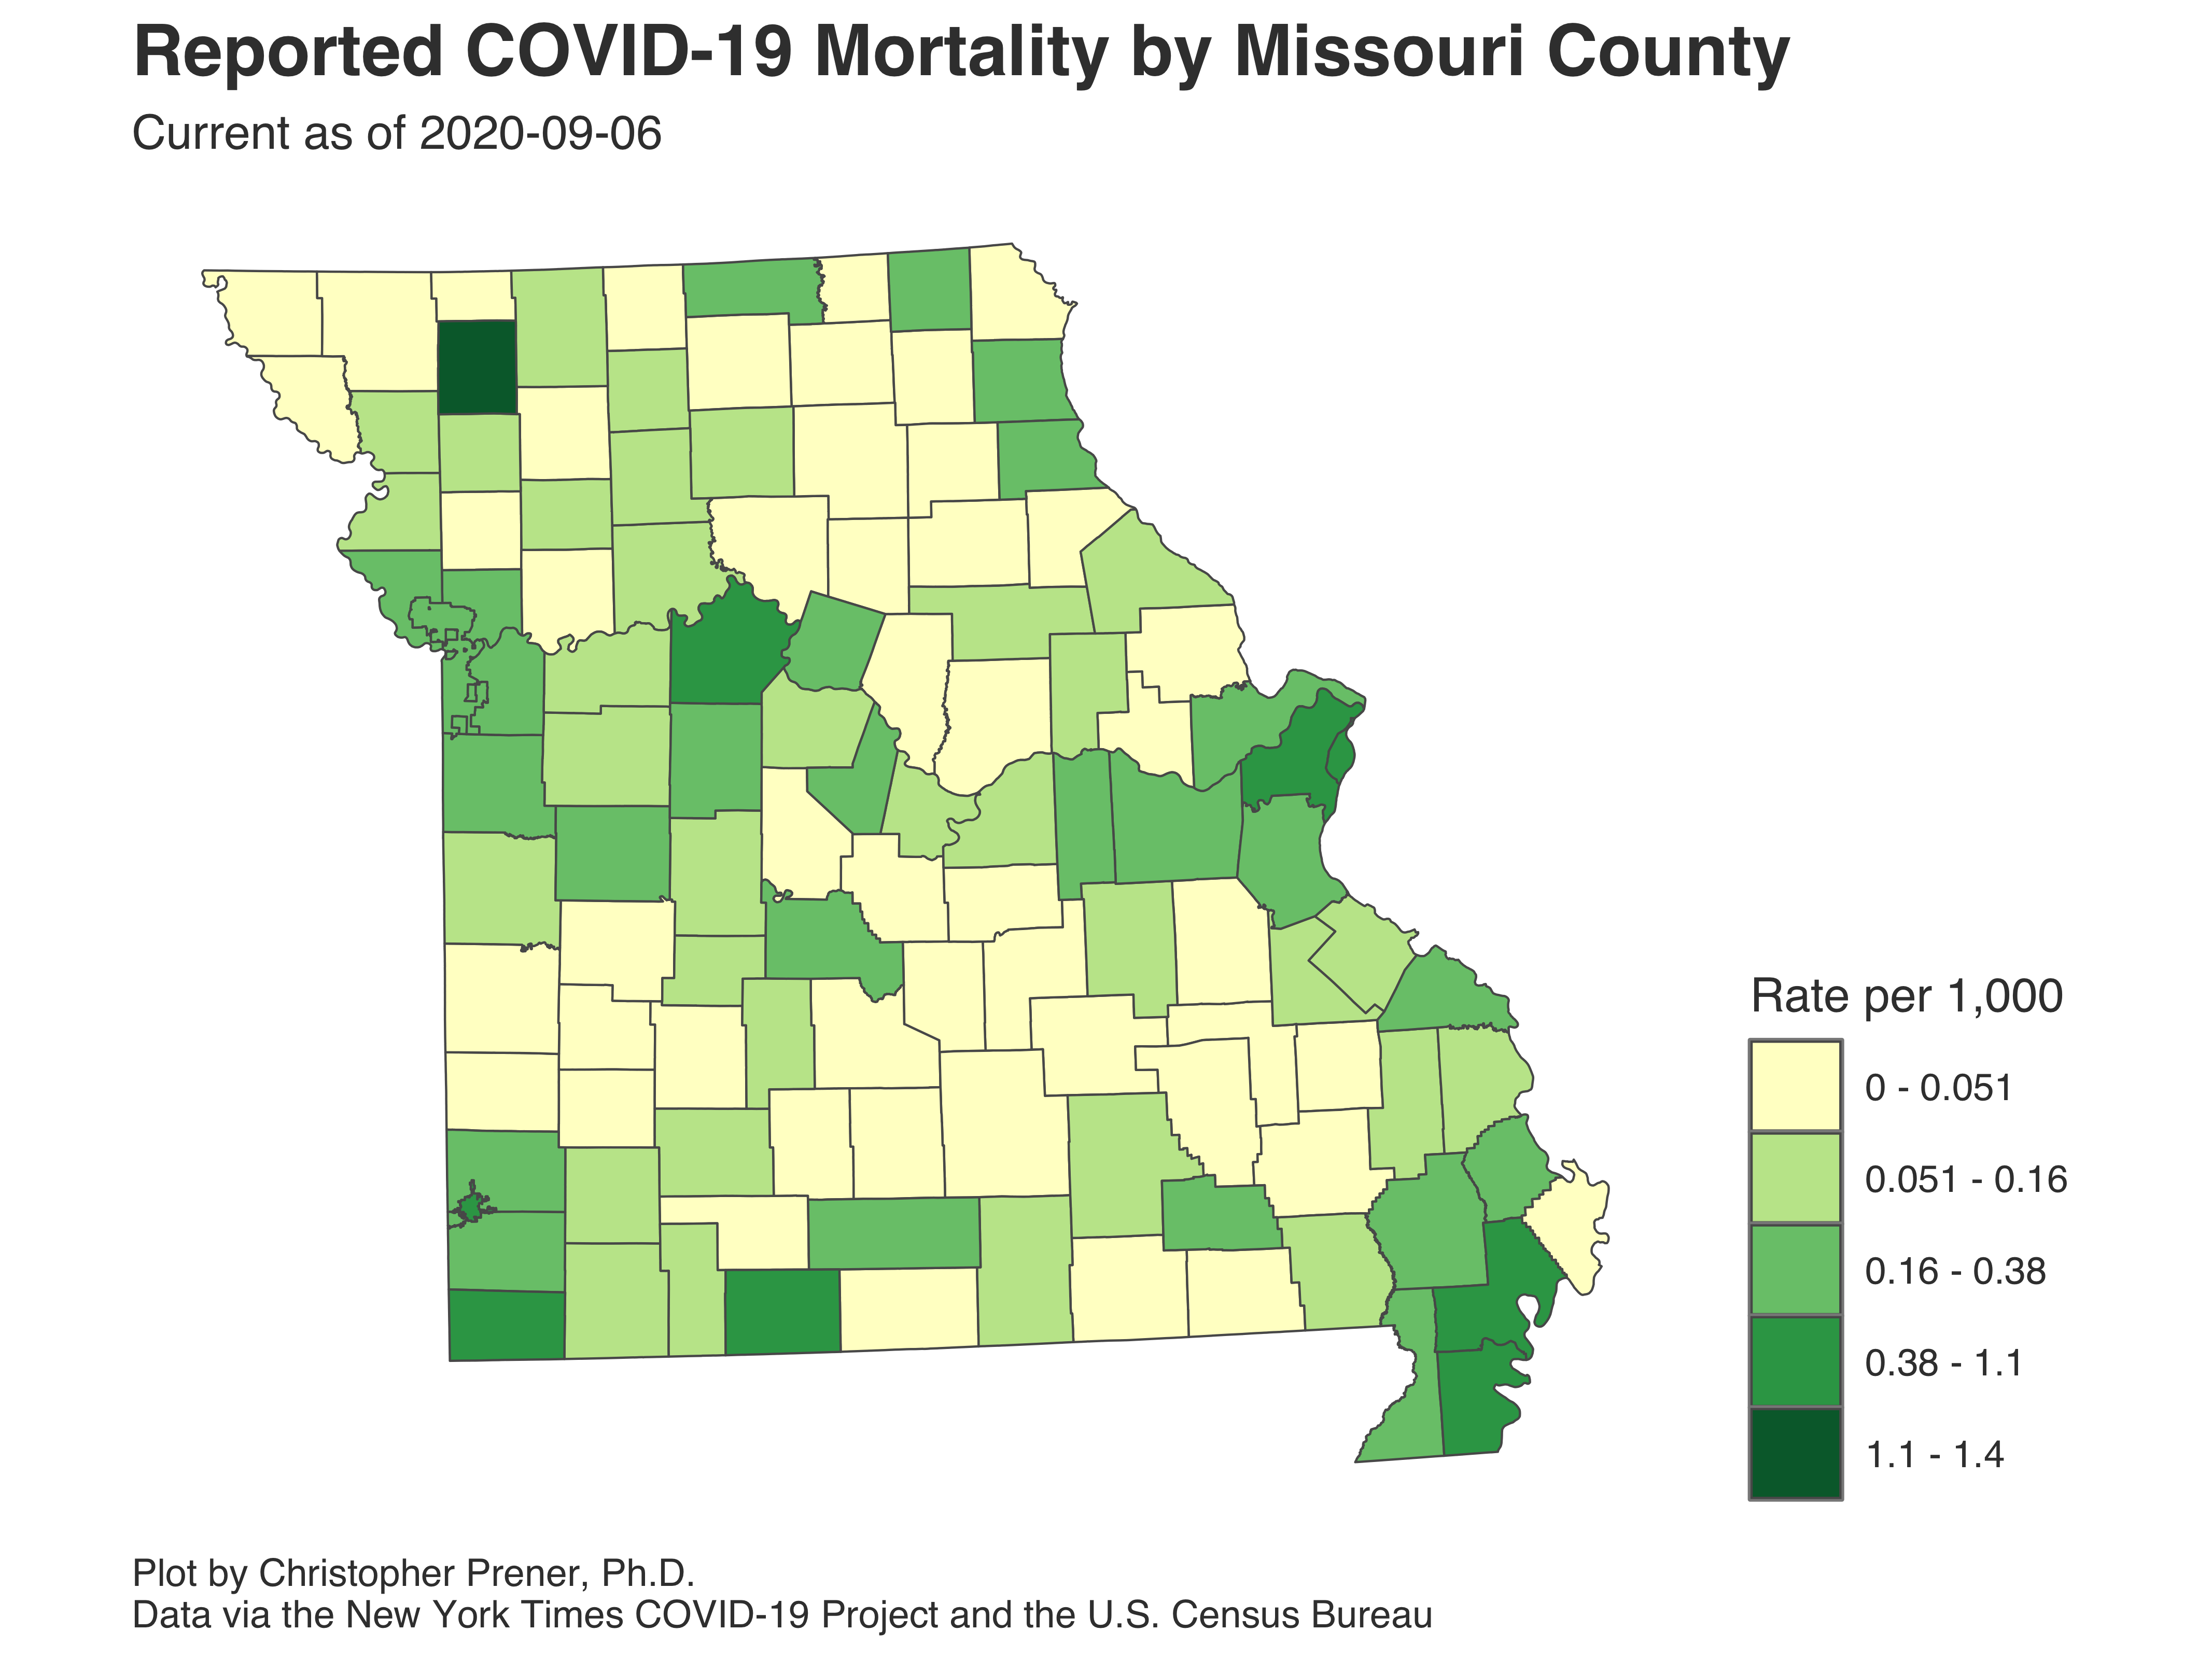 Reported COVID-19 Mortality by Missouri County
Current as of 2020-09-06
Rate per 1,000
0 - 0.051
0.051 - 0.16
0.16 - 0.38
0.38 - 1.1
1.1 - 1.4
Plot by Christopher Prener, Ph.D.
Data via the New York Times COVID-19 Project and the U.S. Census Bureau